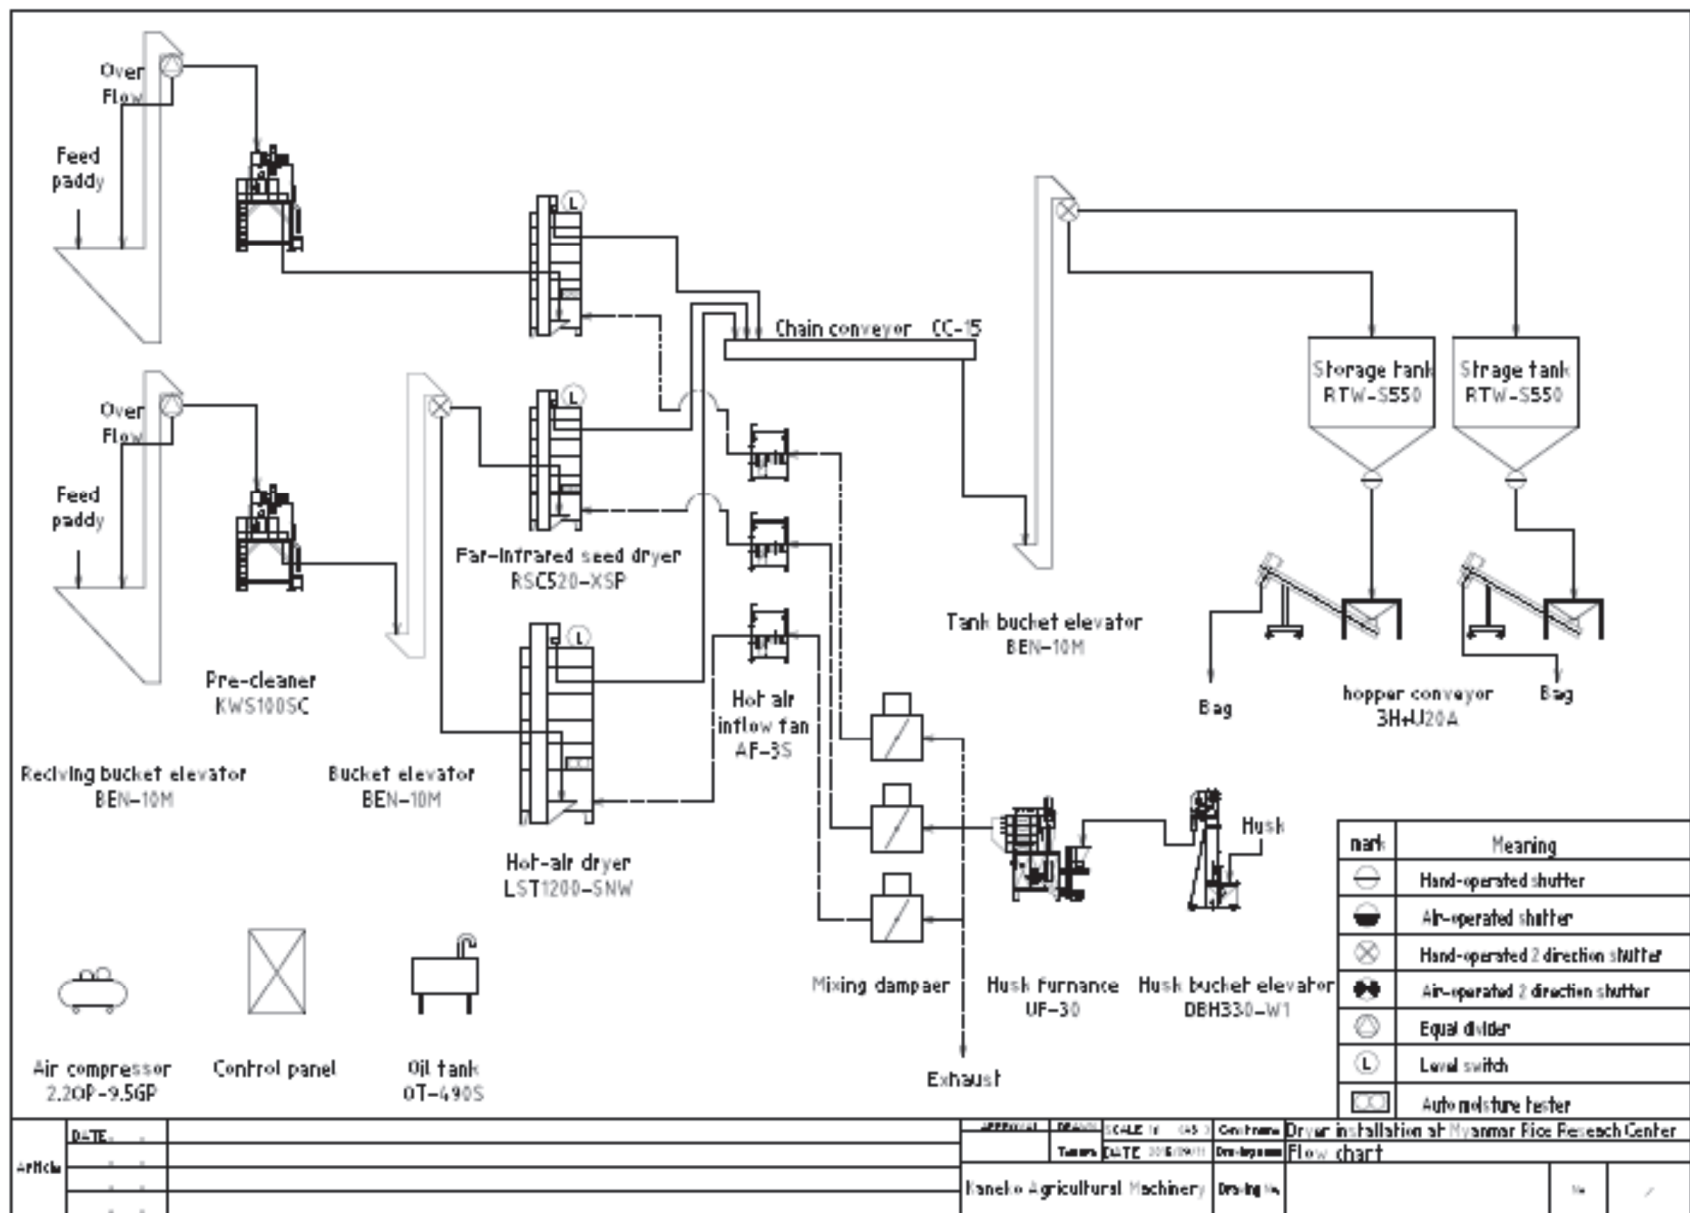 Over
Flow
Feed
paddy
Over
Flow
Feed
paddy
Pre-cleaner
KWS100SC
Reciving bucket elevator
BEN-10M
Bucket elevator
BEN-10M
L
L
Far-infrared seed dryer
RSC520-XSP
L
Hot-air dryer
LST1200-SNW
Chain conveyor CC-15
Hot air
inflow fan
AF-3S
Tank bucket elevator
BEN-10M
Storage tank
RTW-S550
Strage tank
RTW-S550
Bag
hopper conveyor
3H+U20A
Bag
Mixing dampaer
Husk furnance
UF-30
Husk bucket elevator
DBH330-W1
Husk
Exhaust
Air compressor
2.2OP-9.5GP
Control panel
Oil tank
OT-490S
mark Meaning
Hand-operated shutter
Air-operated shutter
Hand-operated 2 direction shutter
Air-operated 2 direction shutter
Equal divider
L Level switch
Auto moisture tester
Article
DATE
APPROVAL DRAWN SCALE
DATE
Dryer installation at Myanmar Rice Reseach Center
Flow chart
Kaneko Agricultural Machinery
Drawing No.